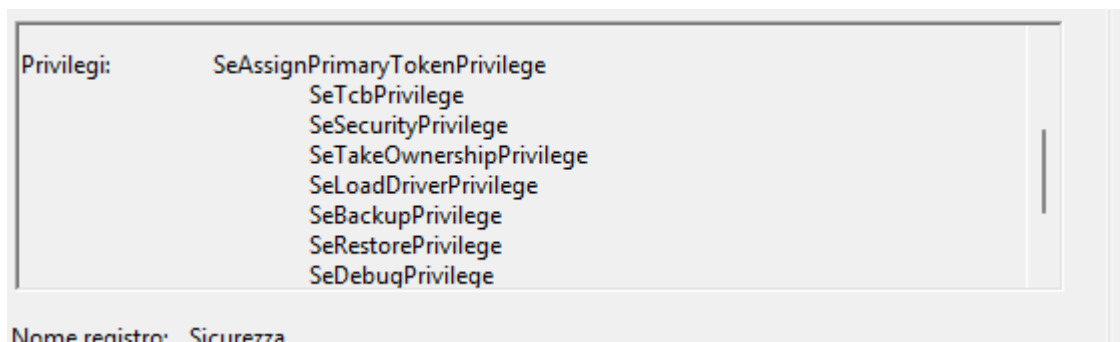 Privilegi: SeAssignPrimaryTokenPrivilege
SeTcbPrivilege
SeSecurityPrivilege
SeTakeOwnershipPrivilege
SeLoadDriverPrivilege
SeBackupPrivilege
SeRestorePrivilege
SeDebugPrivilege
Nome registro: Sicurezza